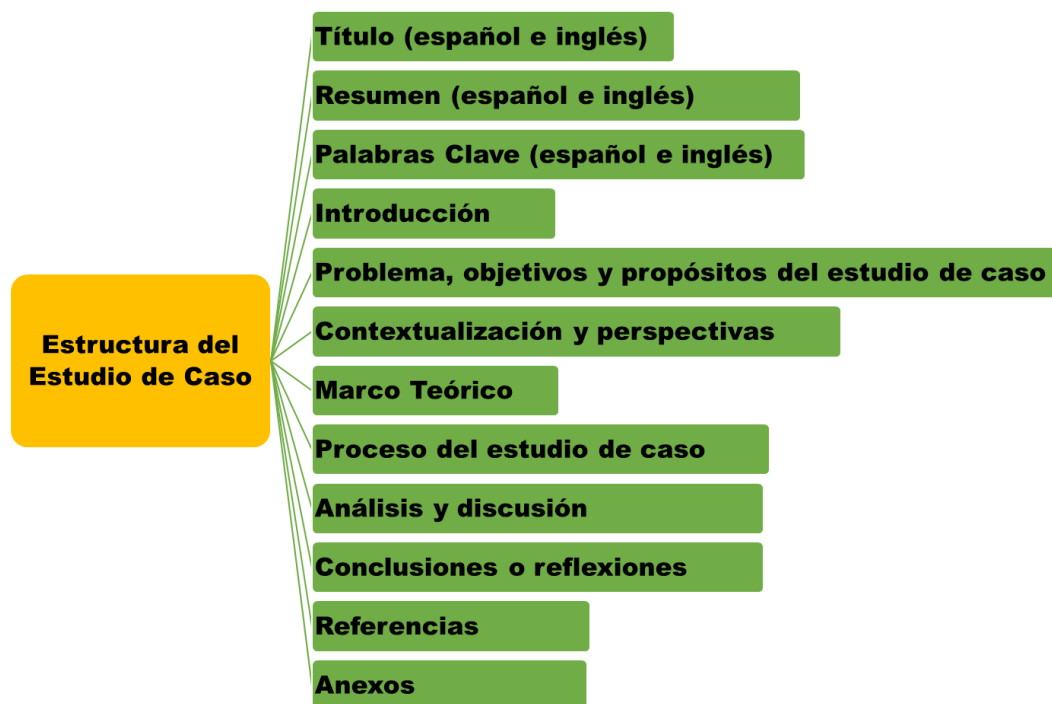 Título (español e inglés)
Resumen (español e inglés)
Palabras Clave (español e inglés)
Introducción
Problema, objetivos y propósitos del estudio de caso
Contextualización y perspectivas
Estructura del
Estudio de Caso
Marco Teórico
Proceso del estudio de caso
Análisis y discusión
Conclusiones o reflexiones
Referencias
Anexos